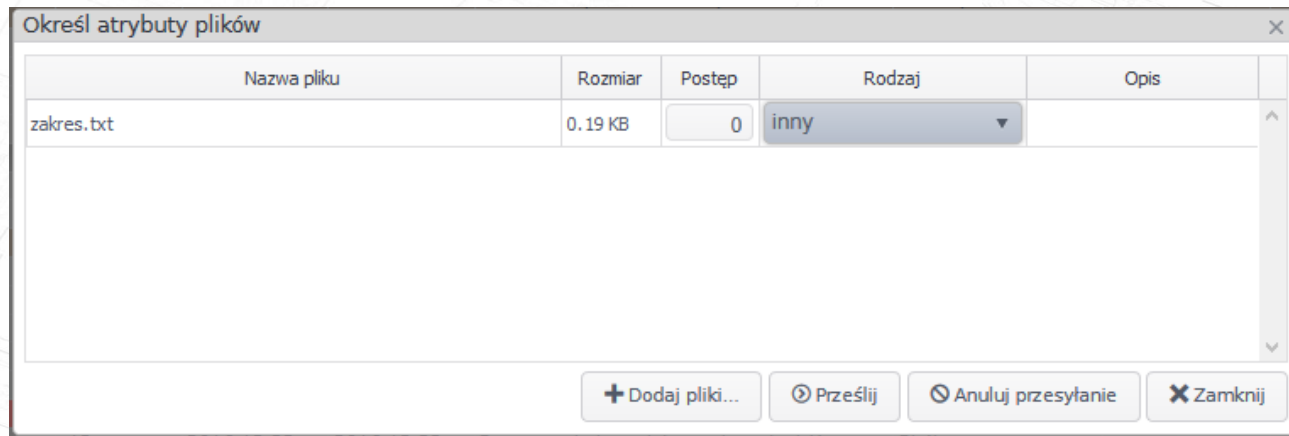 Określ atrybuty plików
Nazwa pliku Rozmiar Postęp Rodzaj Opis
zakres.txt 0.19 KB 0 inny
Dodaj pliki... Prześlij Anuluj przesyłanie Zamknij